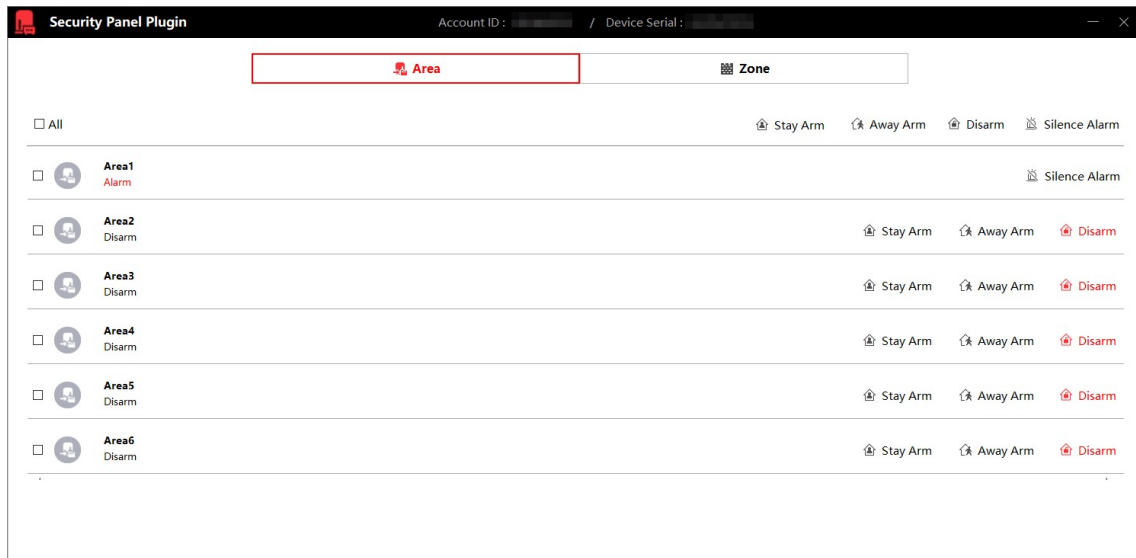 Security Panel Plugin Account ID : / Device Serial :
Area Zone
All Stay Arm Away Arm Disarm Silence Alarm
Area1
Alarm Silence Alarm
Area2
Disarm Stay Arm Away Arm Disarm
Area3
Disarm Stay Arm Away Arm Disarm
Area4
Disarm Stay Arm Away Arm Disarm
Area5
Disarm Stay Arm Away Arm Disarm
Area6
Disarm Stay Arm Away Arm Disarm